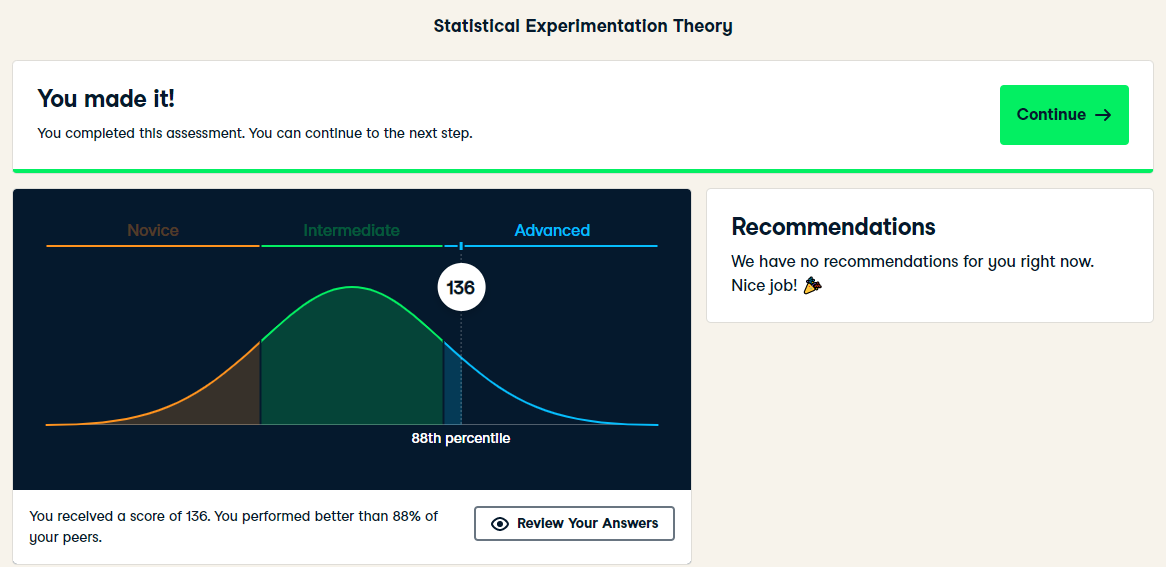 Statistical Experimentation Theory
You made it!
You completed this assessment. You can continue to the next step.
Continue →
Novice
Intermediate
Advanced
136
88th percentile
You received a score of 136. You performed better than 88% of
your peers.
Review Your Answers
Recommendations
We have no recommendations for you right now.
Nice job! 🎉